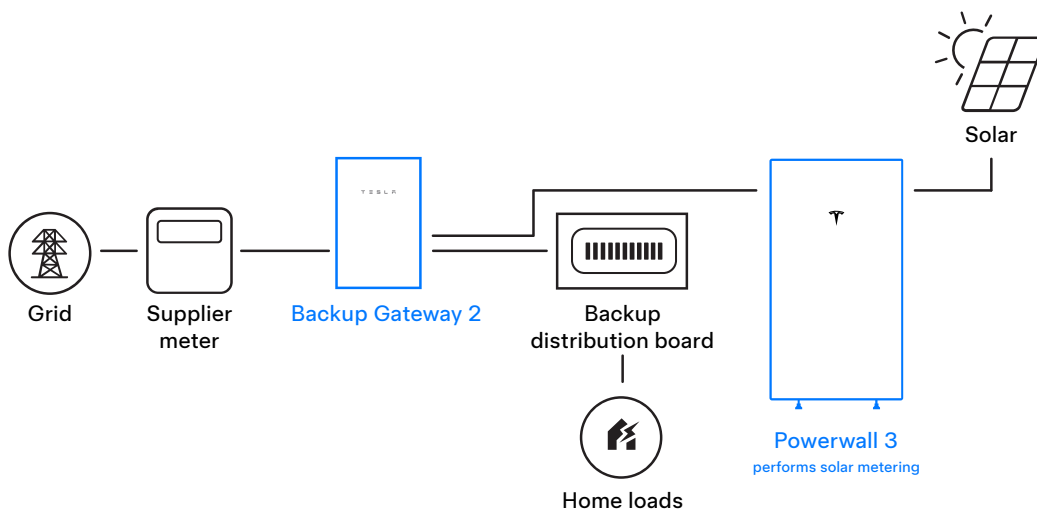 Solar
TESLA
Grid
Supplier
meter
Backup Gateway 2
Backup
distribution board
Powerwall 3
performs solar metering
Home loads